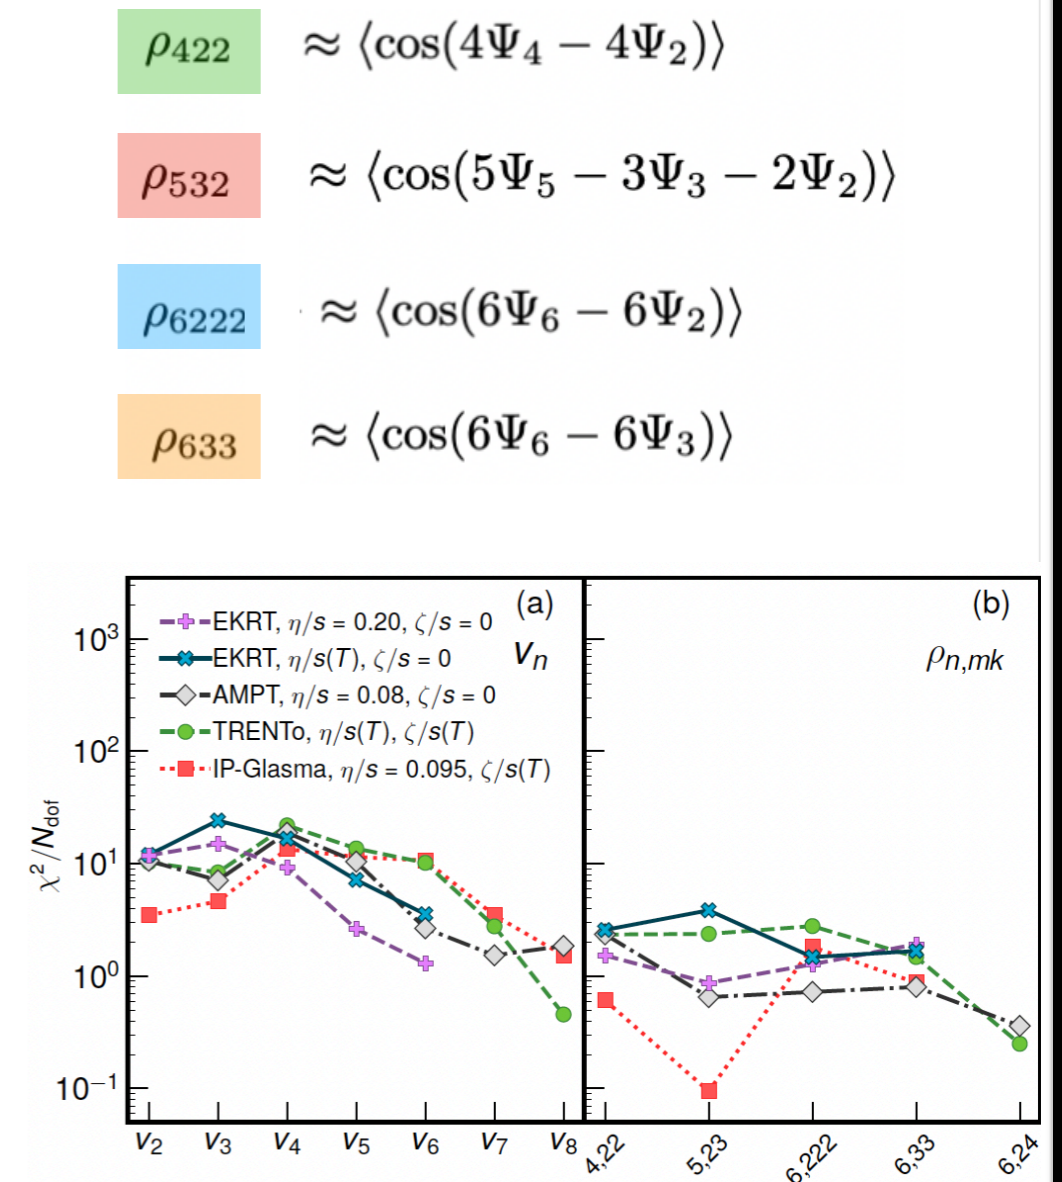 ρ422 ≈ ⟨cos(4Ψ4 − 4Ψ2)⟩
ρ532 ≈ ⟨cos(5Ψ5 − 3Ψ3 − 2Ψ2)⟩
ρ6222 ≈ ⟨cos(6Ψ6 − 6Ψ2)⟩
ρ633 ≈ ⟨cos(6Ψ6 − 6Ψ3)⟩
(a)
EKRT, η/s = 0.20, ζ/s = 0
vn
EKRT, η/s(T), ζ/s = 0
AMPT, η/s = 0.08, ζ/s = 0
TRENTo, η/s(T), ζ/s(T)
IP-Glasma, η/s = 0.095, ζ/s(T)
(b)
ρn,mk
χ²/Ndof
10³
10²
10¹
10⁰
10⁻¹
v2 v3 v4 v5 v6 v7 v8
4,22 5,23 6,222 6,33 6,24